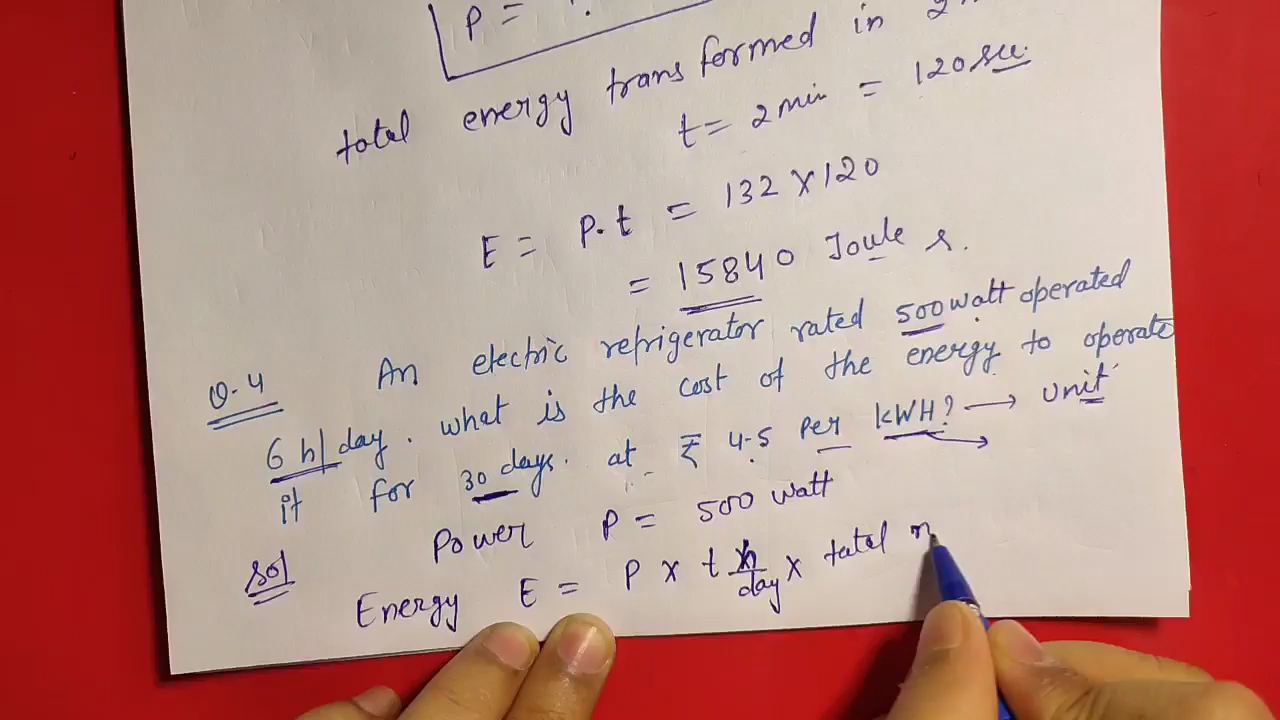 P = ?
total energy transformed in 2
t = 2 min = 120 sec.
E = P.t = 132 X 120
= 15840 Joules.
Q-4 An electric refrigerator rated 500 watt operated
6 h/day. what is the cost of the energy to operate
it for 30 days. at ₹ 4.5 per kWH? → unit
Sol Power P = 500 watt
Energy E = P x t h/day x total n